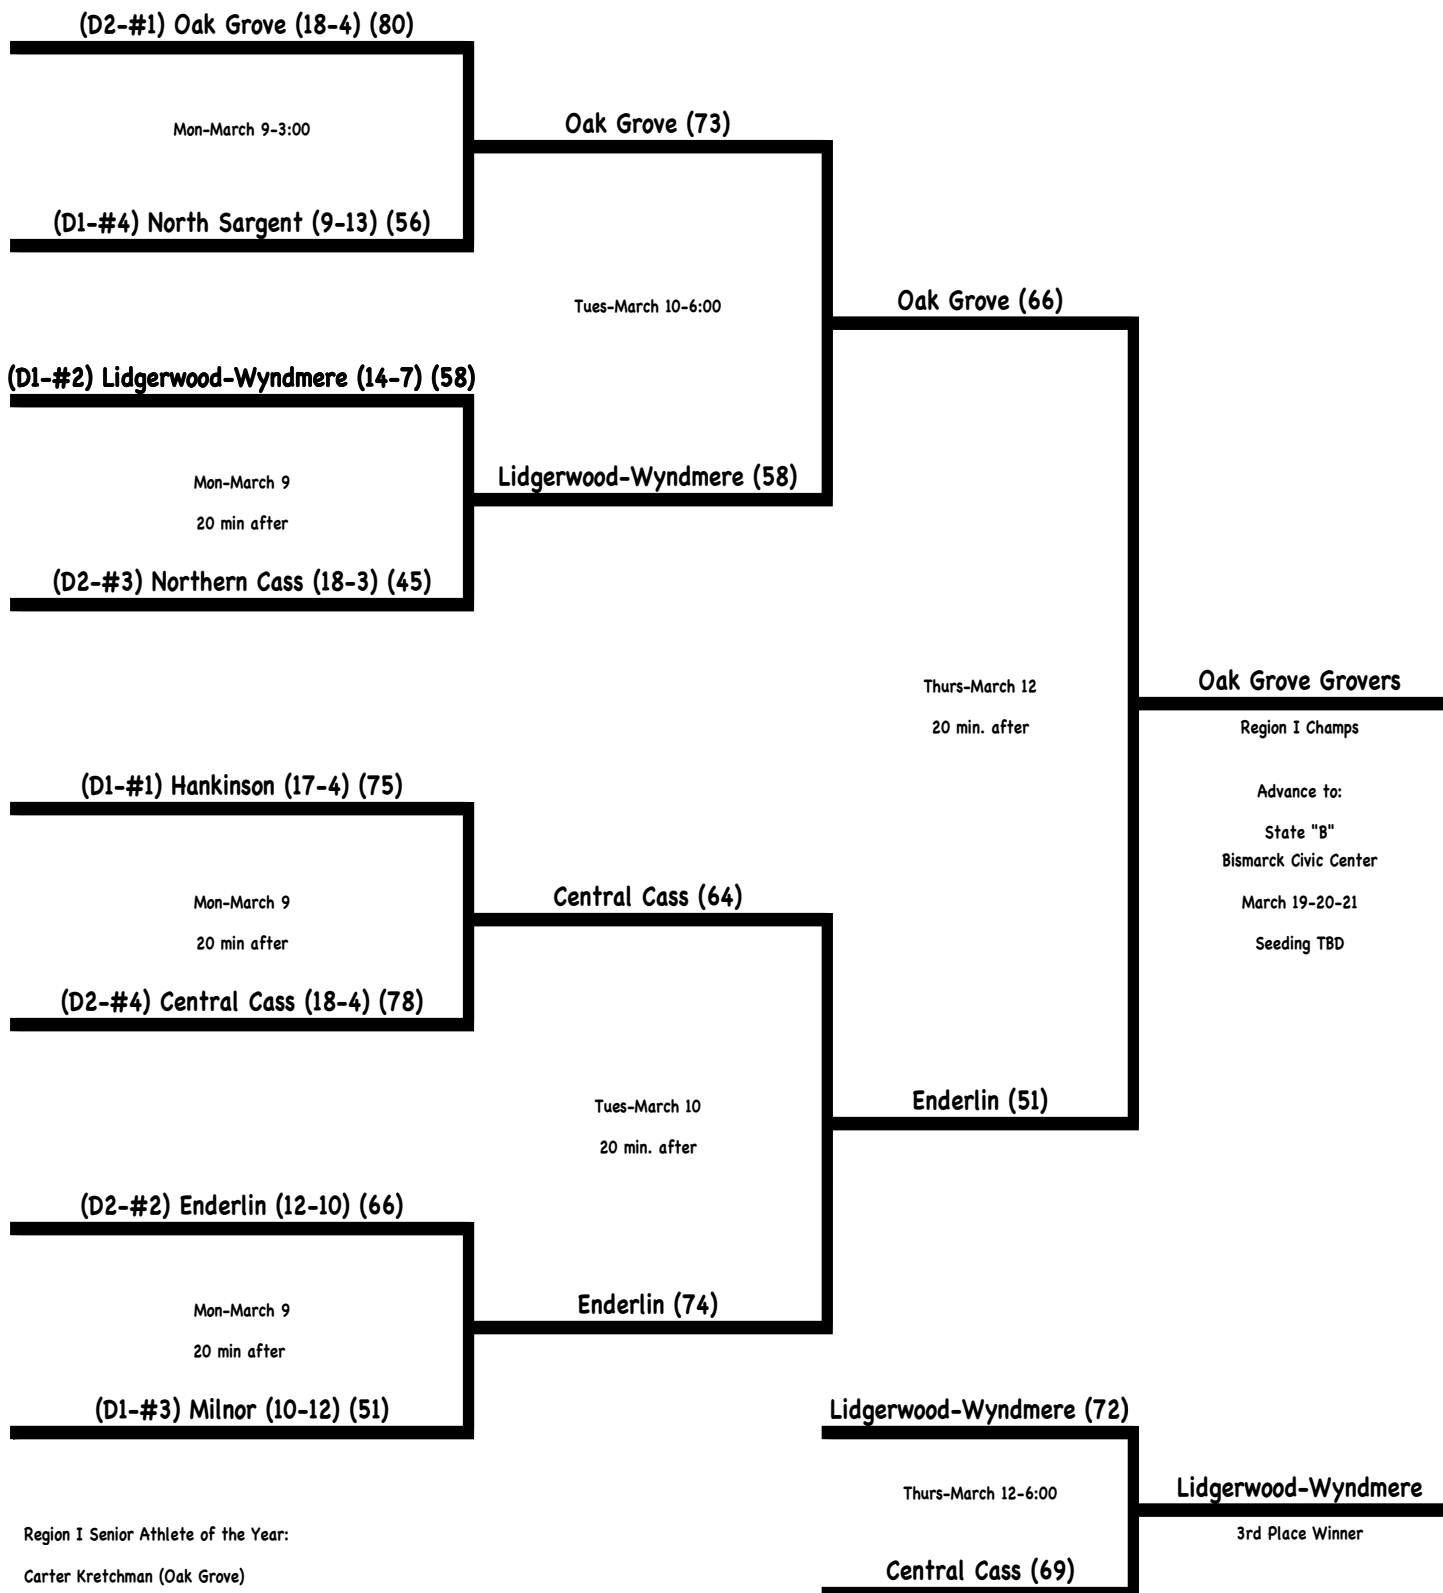 (D2-#1) Oak Grove (18-4) (80)
Mon-March 9-3:00
(D1-#4) North Sargent (9-13) (56)
Oak Grove (73)
Tues-March 10-6:00
(D1-#2) Lidgerwood-Wyndmere (14-7) (58)
Mon-March 9
20 min after
(D2-#3) Northern Cass (18-3) (45)
Lidgerwood-Wyndmere (58)
Oak Grove (66)
Thurs-March 12
20 min. after
Oak Grove Grovers
Region I Champs
Advance to:
State "B"
Bismarck Civic Center
March 19-20-21
Seeding TBD
(D1-#1) Hankinson (17-4) (75)
Mon-March 9
20 min after
(D2-#4) Central Cass (18-4) (78)
Central Cass (64)
Tues-March 10
20 min. after
Enderlin (51)
(D2-#2) Enderlin (12-10) (66)
Mon-March 9
20 min after
(D1-#3) Milnor (10-12) (51)
Enderlin (74)
Lidgerwood-Wyndmere (72)
Thurs-March 12-6:00
Central Cass (69)
Lidgerwood-Wyndmere
3rd Place Winner
Region I Senior Athlete of the Year:
Carter Kretchman (Oak Grove)